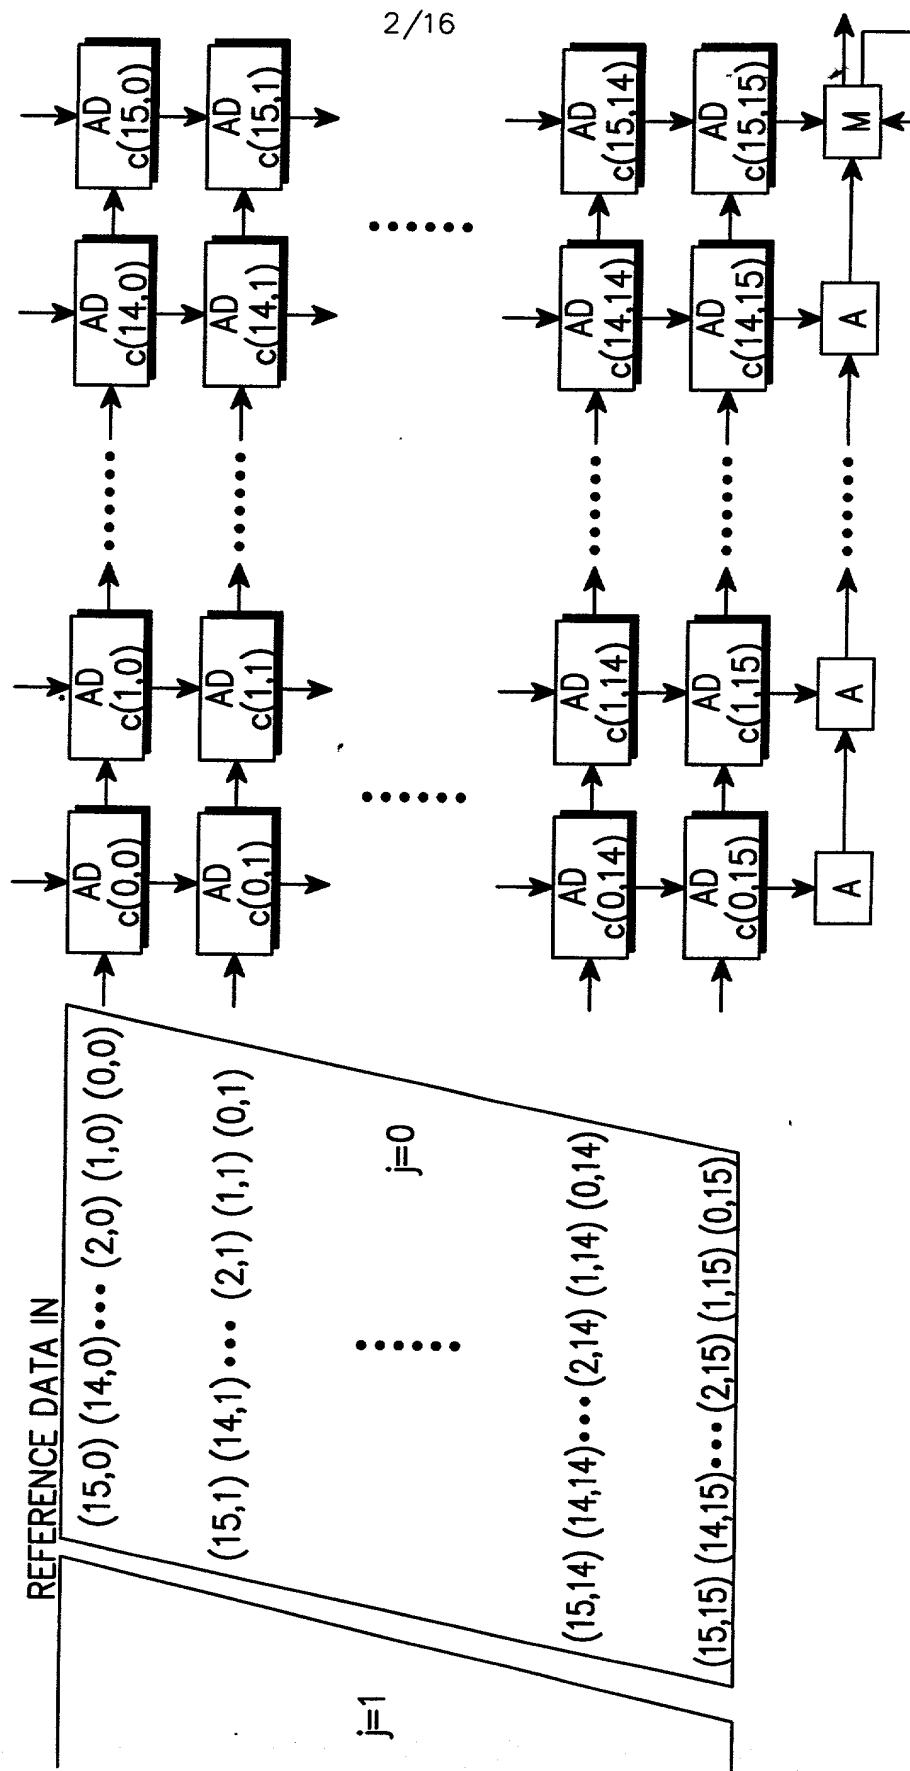 2/16
REFERENCE DATA IN
(15,0) (14,0)••• (2,0) (1,0) (0,0)
(15,1) (14,1)••• (2,1) (1,1) (0,1)
(15,14) (14,14)••• (2,14) (1,14) (0,14)
(15,15) (14,15)••• (2,15) (1,15) (0,15)
j=1
j=0
AD
c(0,0)
AD
c(1,0)
AD
c(14,0)
AD
c(15,0)
AD
c(0,1)
AD
c(1,1)
AD
c(14,1)
AD
c(15,1)
AD
c(0,14)
AD
c(1,14)
AD
c(14,14)
AD
c(15,14)
AD
c(0,15)
AD
c(1,15)
AD
c(14,15)
AD
c(15,15)
A
A
A
M